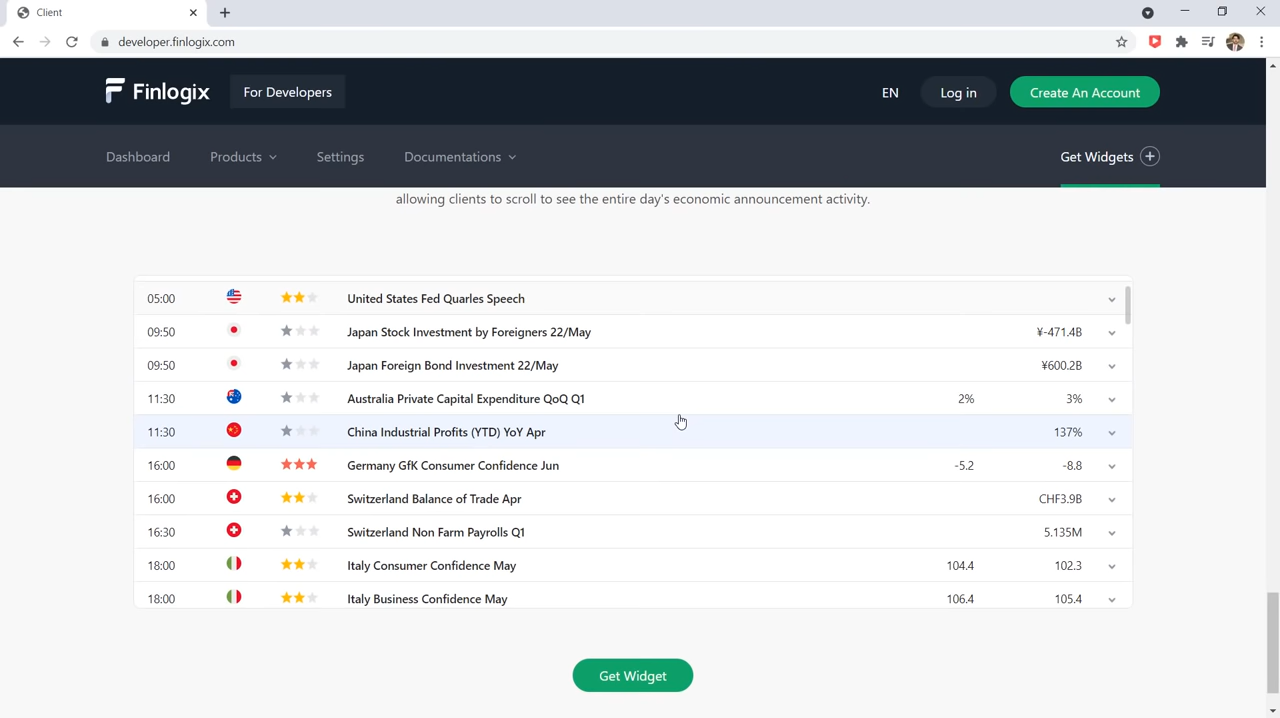 Client
developer.finlogix.com
Finlogix For Developers EN Log in Create An Account
Dashboard Products Settings Documentations Get Widgets
allowing clients to scroll to see the entire day's economic announcement activity.
05:00 United States Fed Quarles Speech
09:50 Japan Stock Investment by Foreigners 22/May ¥-471.4B
09:50 Japan Foreign Bond Investment 22/May ¥600.2B
11:30 Australia Private Capital Expenditure QoQ Q1 2% 3%
11:30 China Industrial Profits (YTD) YoY Apr 137%
16:00 Germany GfK Consumer Confidence Jun -5.2 -8.8
16:00 Switzerland Balance of Trade Apr CHF3.9B
16:30 Switzerland Non Farm Payrolls Q1 5.135M
18:00 Italy Consumer Confidence May 104.4 102.3
18:00 Italy Business Confidence May 106.4 105.4
Get Widget